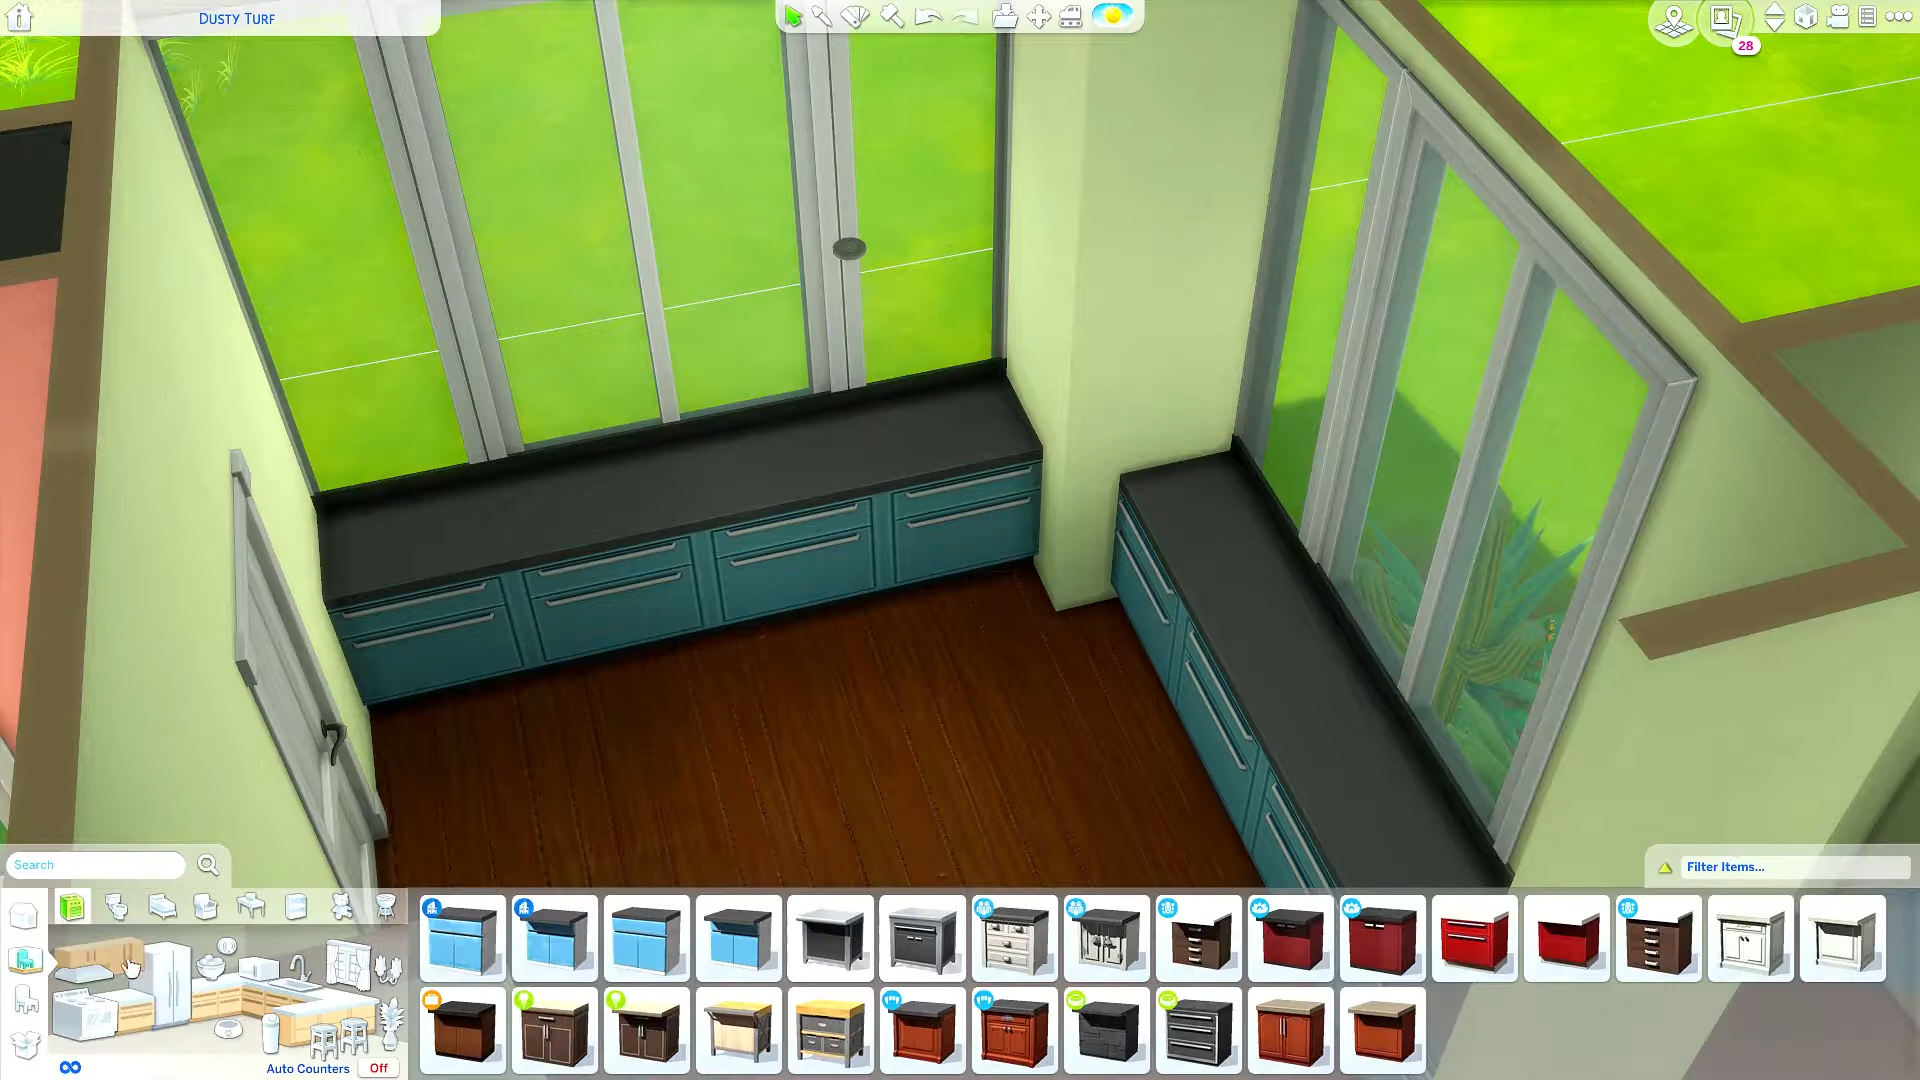 DUSTY TURF
28
Search
Filter Items...
Auto Counters
Off